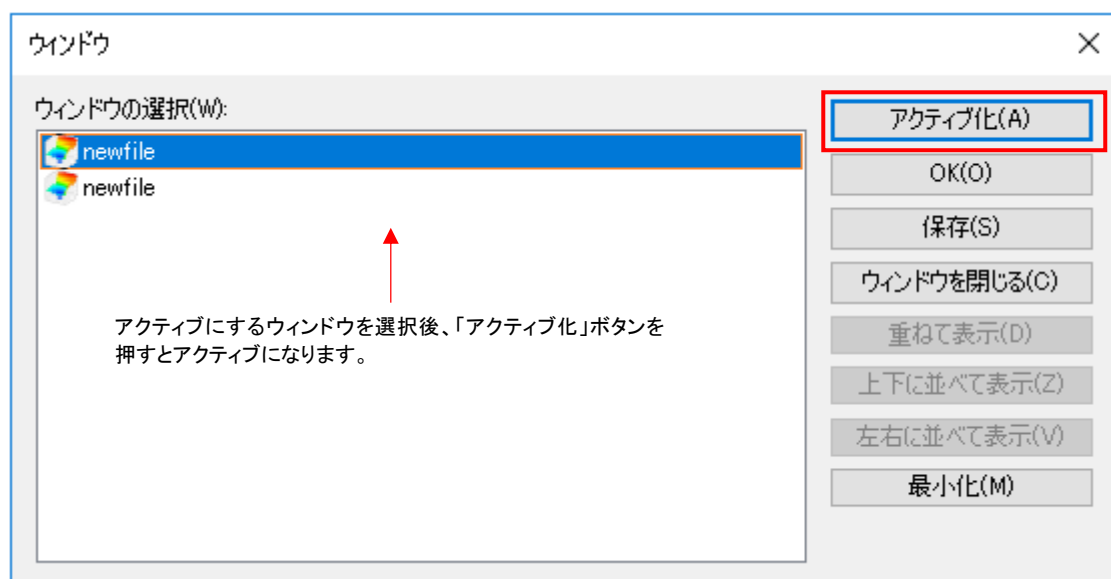 ウィンドウ
ウィンドウの選択(W):
newfile
newfile
アクティブにするウィンドウを選択後、「アクティブ化」ボタンを
押すとアクティブになります。
アクティブ化(A)
OK(O)
保存(S)
ウィンドウを閉じる(C)
重ねて表示(D)
上下に並べて表示(Z)
左右に並べて表示(V)
最小化(M)